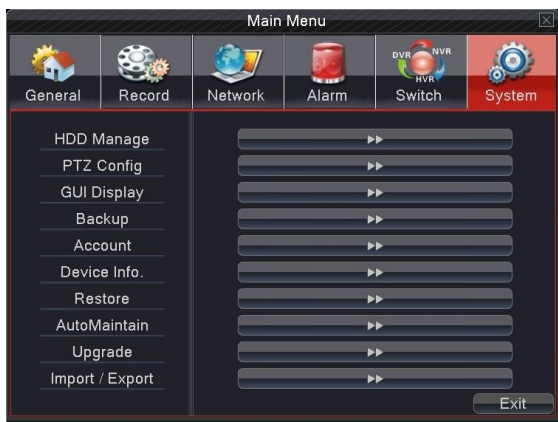 Main Menu
General
Record
Network
Alarm
DVR NVR
HVR
Switch
System
HDD Manage
PTZ Config
GUI Display
Backup
Account
Device Info.
Restore
AutoMaintain
Upgrade
Import / Export
Exit